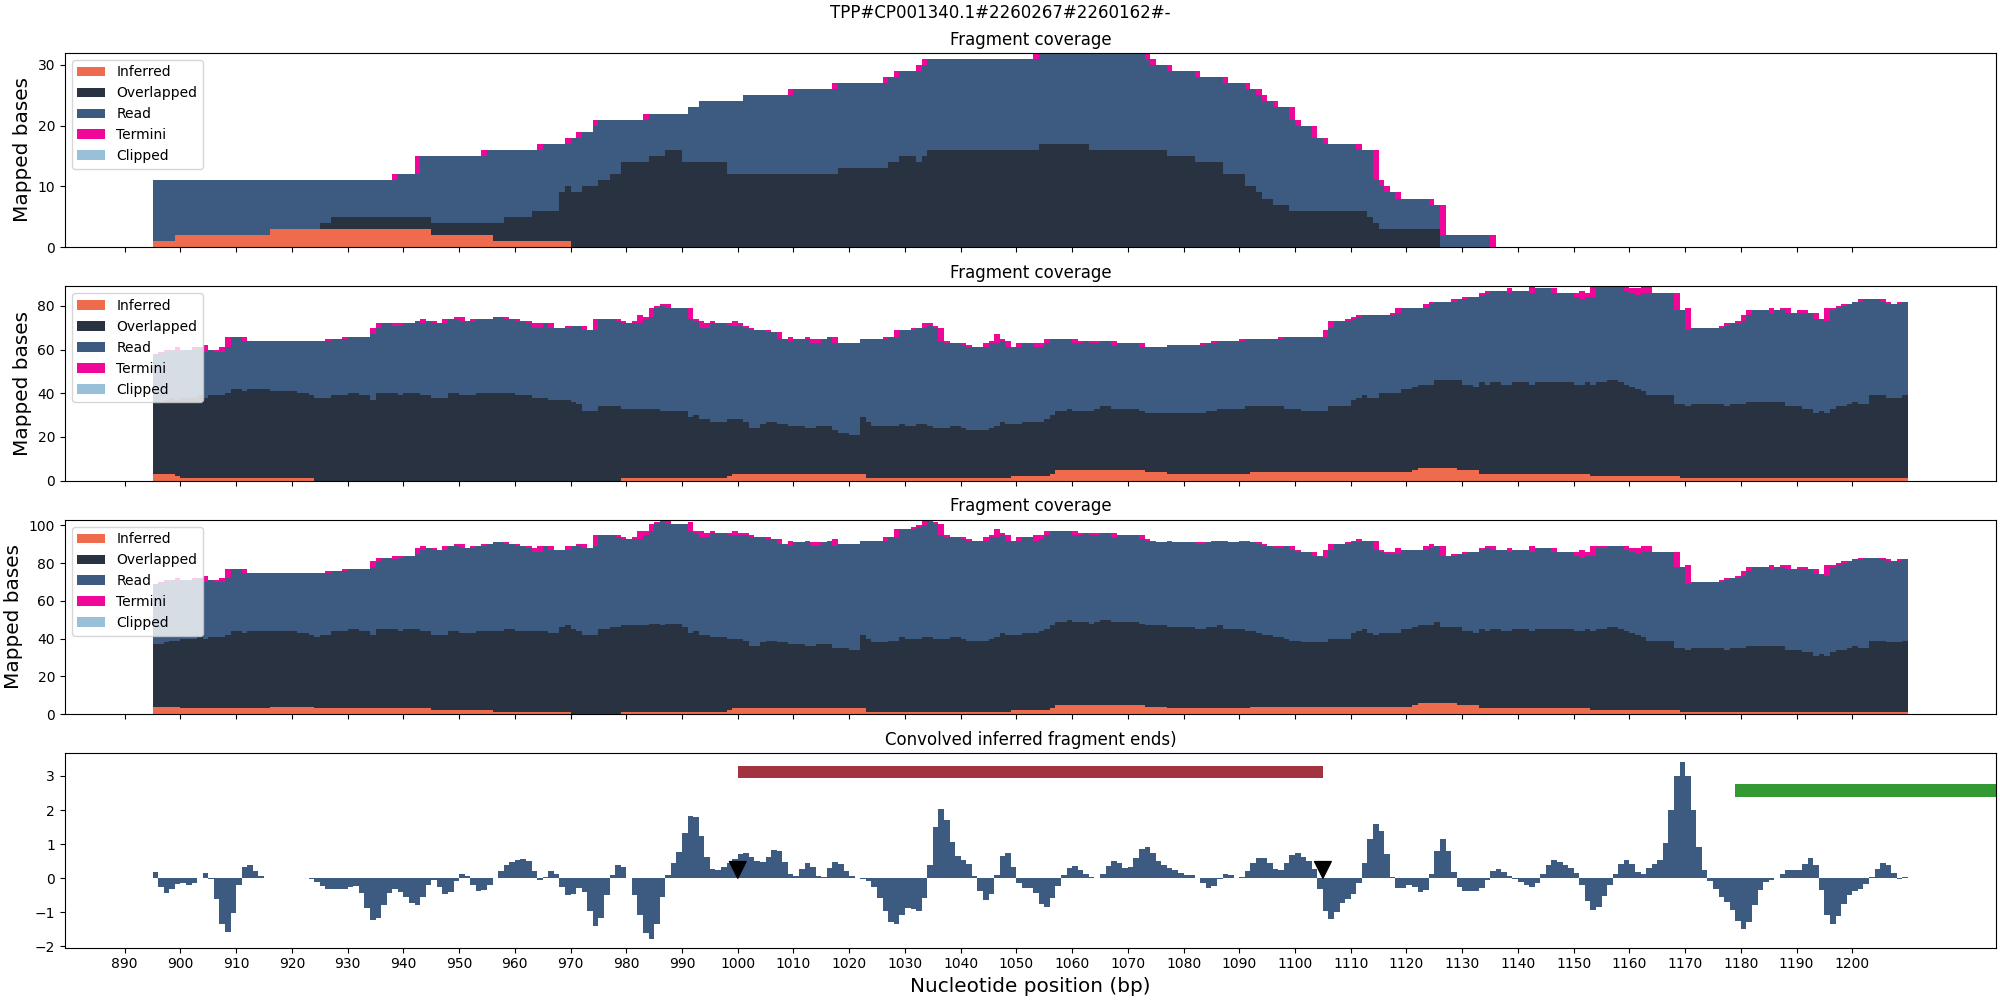 TPP#CP001340.1#2260267#2260162#-
Fragment coverage
Mapped bases
30
20
10
0
Inferred
Overlapped
Read
Termini
Clipped
Fragment coverage
Mapped bases
80
60
40
20
0
Inferred
Overlapped
Read
Termini
Clipped
Fragment coverage
Mapped bases
100
80
60
40
20
0
Inferred
Overlapped
Read
Termini
Clipped
Convolved inferred fragment ends)
3
2
1
0
−1
−2
890 900 910 920 930 940 950 960 970 980 990 1000 1010 1020 1030 1040 1050 1060 1070 1080 1090 1100 1110 1120 1130 1140 1150 1160 1170 1180 1190 1200
Nucleotide position (bp)